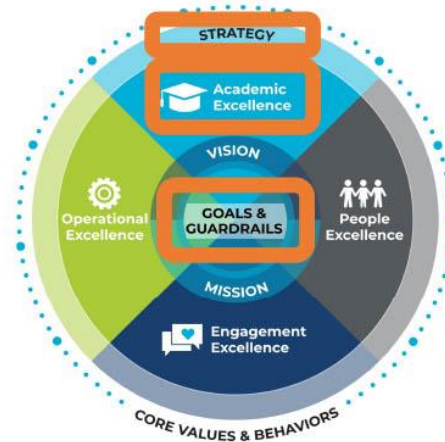 STRATEGY
Academic
Excellence
VISION
Operational
Excellence
GOALS &
GUARDRAILS
People
Excellence
MISSION
Engagement
Excellence
CORE VALUES & BEHAVIORS